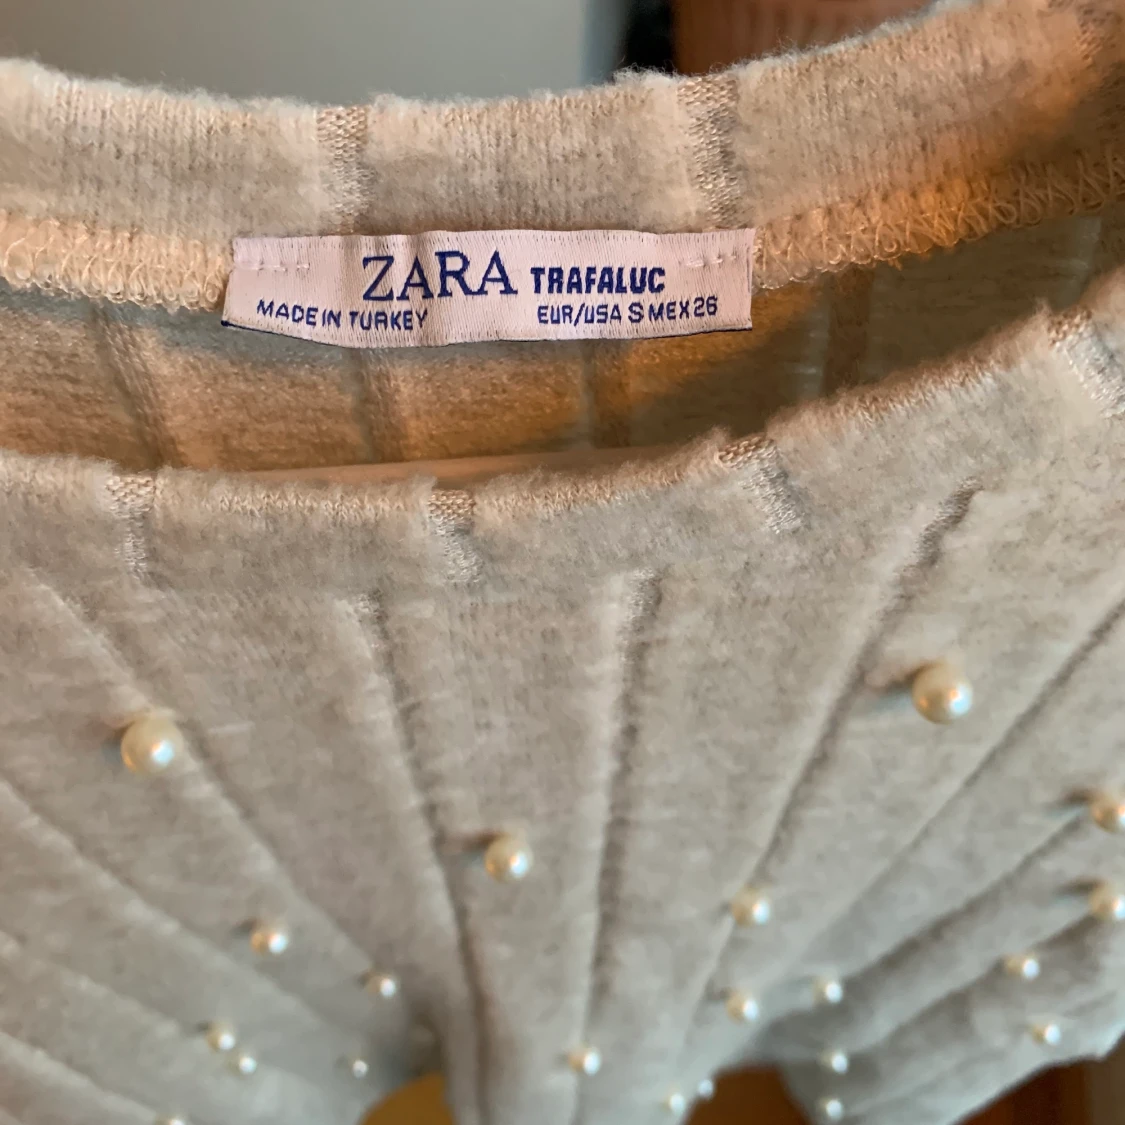 ZARA TRAFALUC
MADE IN TURKEY EUR/USA S MEX 26